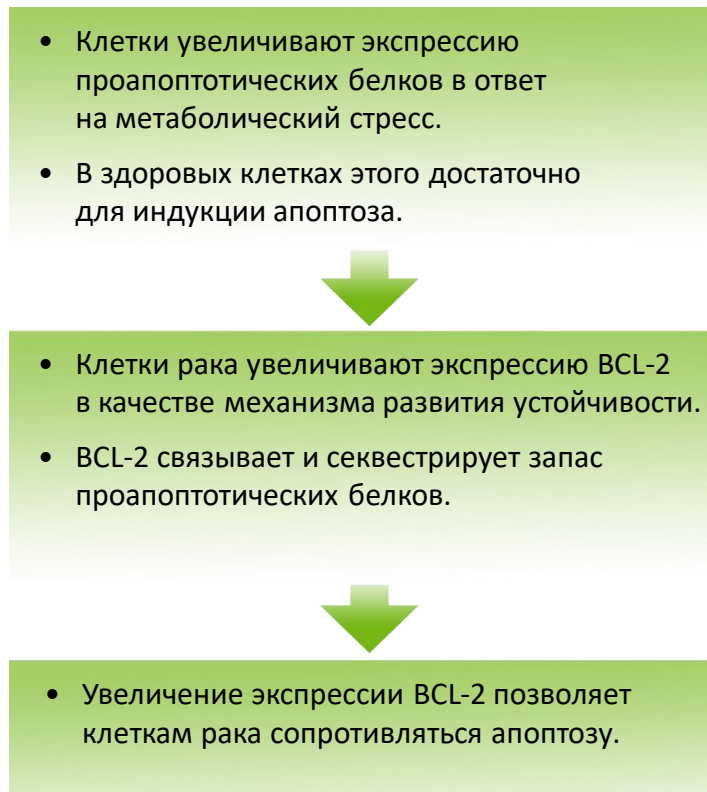 • Клетки увеличивают экспрессию
проапоптотических белков в ответ
на метаболический стресс.
• В здоровых клетках этого достаточно
для индукции апоптоза.
• Клетки рака увеличивают экспрессию BCL-2
в качестве механизма развития устойчивости.
• BCL-2 связывает и секвестрирует запас
проапоптотических белков.
• Увеличение экспрессии BCL-2 позволяет
клеткам рака сопротивляться апоптозу.